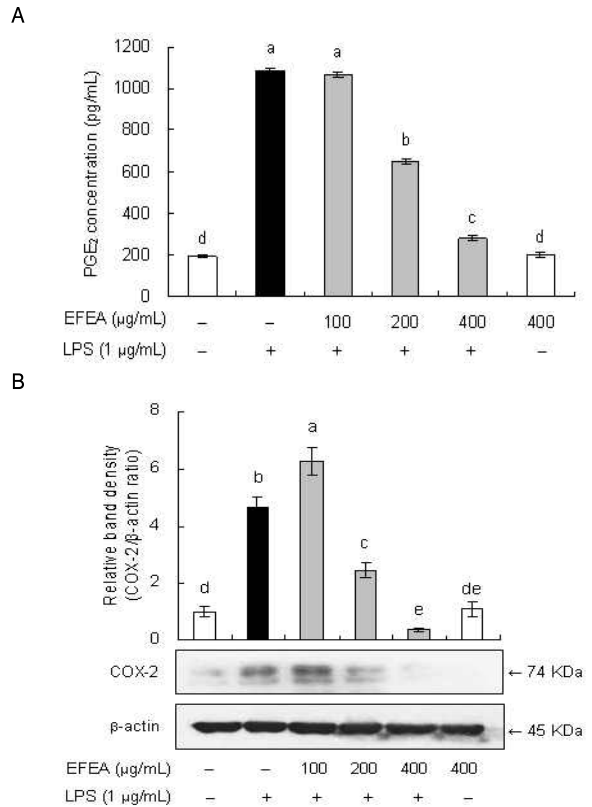 A
PGE₂ concentration (pg/mL)
1200
1000
800
600
400
200
0
d
a
a
b
c
d
EFEA (µg/mL) – – 100 200 400 400
LPS (1 µg/mL) – + + + + –
B
Relative band density
(COX-2/β-actin ratio)
8
6
4
2
0
d
b
a
c
e
de
COX-2 ← 74 KDa
β-actin ← 45 KDa
EFEA (µg/mL) – – 100 200 400 400
LPS (1 µg/mL) – + + + + –